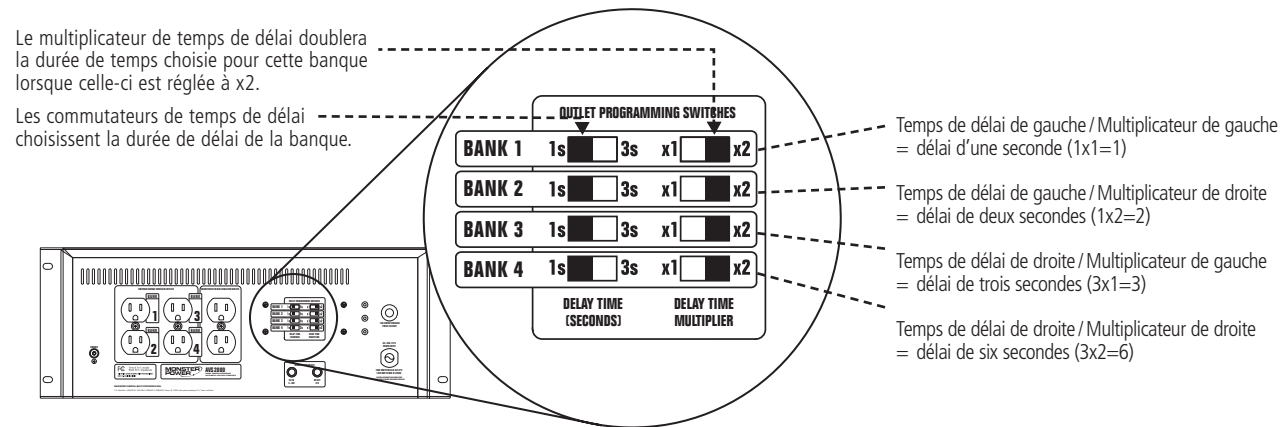 Le multiplicateur de temps de délai doublera
la durée de temps choisie pour cette banque
lorsque celle-ci est réglée à x2.
Les commutateurs de temps de délai
choisissent la durée de délai de la banque.
OUTLET PROGRAMMING SWITCHES
BANK 1 1s 3s x1 x2
BANK 2 1s 3s x1 x2
BANK 3 1s 3s x1 x2
BANK 4 1s 3s x1 x2
DELAY TIME
(SECONDS)
DELAY TIME
MULTIPLIER
Temps de délai de gauche / Multiplicateur de gauche
= délai d'une seconde (1x1=1)
Temps de délai de gauche / Multiplicateur de droite
= délai de deux secondes (1x2=2)
Temps de délai de droite / Multiplicateur de gauche
= délai de trois secondes (3x1=3)
Temps de délai de droite / Multiplicateur de droite
= délai de six secondes (3x2=6)
1 3
2 4
MONSTER
POWER
AVS 2000